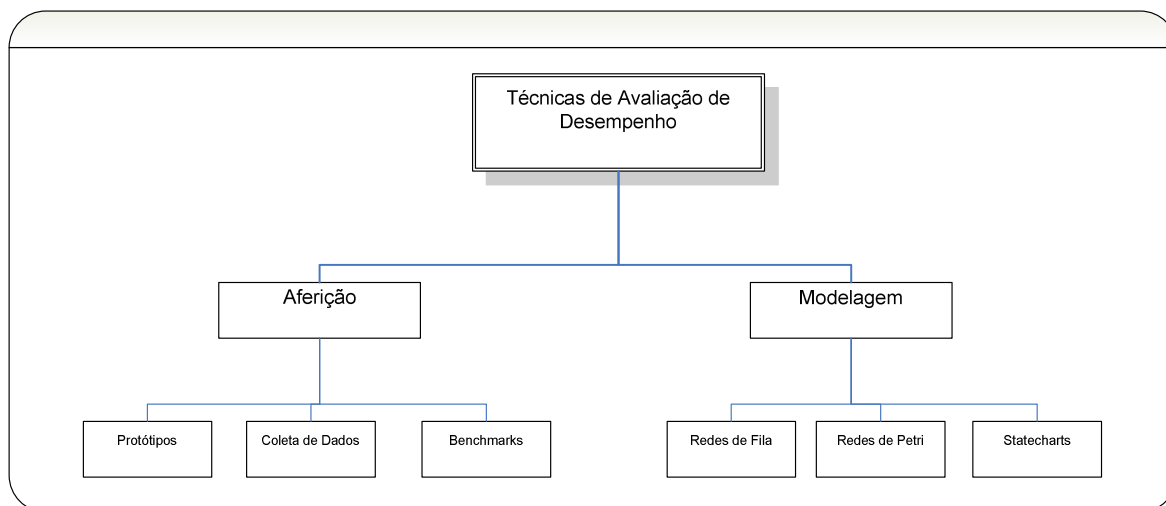 Técnicas de Avaliação de
Desempenho
Aferição
Modelagem
Protótipos
Coleta de Dados
Benchmarks
Redes de Fila
Redes de Petri
Statecharts